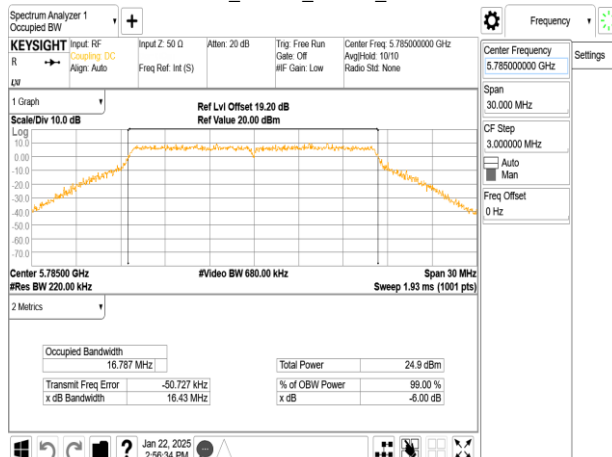 Spectrum Analyzer 1
Occupied BW
+
Frequency
KEYSIGHT
R
Input: RF
Coupling: DC
Align: Auto
Input Z: 50 Ω
Freq Ref: Int (S)
Atten: 20 dB
Trig: Free Run
Gate: Off
#IF Gain: Low
Center Freq: 5.785000000 GHz
Avg|Hold: 10/10
Radio Std: None
Center Frequency
5.785000000 GHz
Settings
Span
30.000 MHz
CF Step
3.000000 MHz
Auto
Man
Freq Offset
0 Hz
1 Graph
Scale/Div 10.0 dB
Ref Lvl Offset 19.20 dB
Ref Value 20.00 dBm
Log
10.0
0.00
-10.0
-20.0
-30.0
-40.0
-50.0
-60.0
-70.0
Center 5.78500 GHz
#Video BW 680.00 kHz
Span 30 MHz
#Res BW 220.00 kHz
Sweep 1.93 ms (1001 pts)
2 Metrics
Occupied Bandwidth
16.787 MHz
Total Power 24.9 dBm
Transmit Freq Error -50.727 kHz
% of OBW Power 99.00 %
x dB Bandwidth 16.43 MHz
x dB -6.00 dB
?
Jan 22, 2025
2:56:34 PM